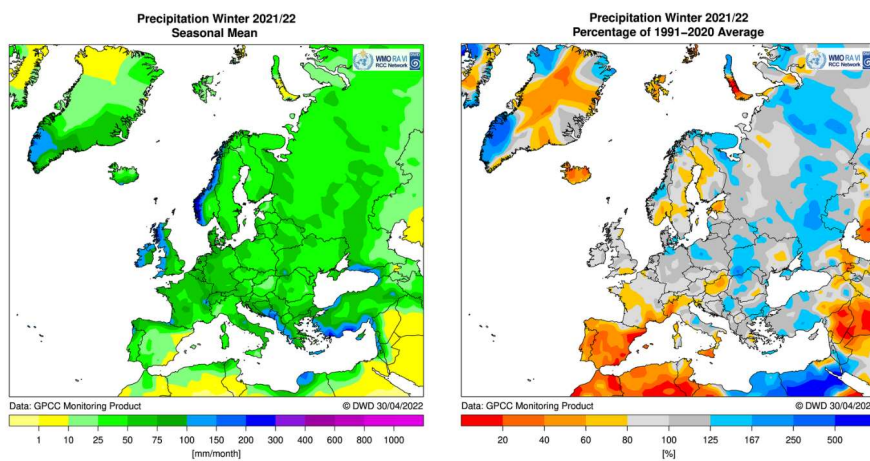 Precipitation Winter 2021/22
Seasonal Mean
WMO RA VI
RCC Network
Data: GPCC Monitoring Product
© DWD 30/04/2022
1 10 25 50 75 100 150 200 300 400 600 800 1000
[mm/month]
Precipitation Winter 2021/22
Percentage of 1991−2020 Average
WMO RA VI
RCC Network
Data: GPCC Monitoring Product
© DWD 30/04/202
20 40 60 80 100 125 167 250 500
[%]